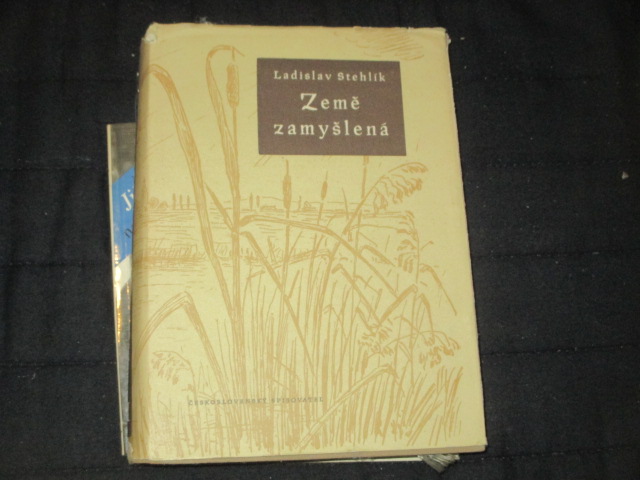 Ladislav Stehlík
Země
zamyšlená
ČESKOSLOVENSKÝ SPISOVATEL